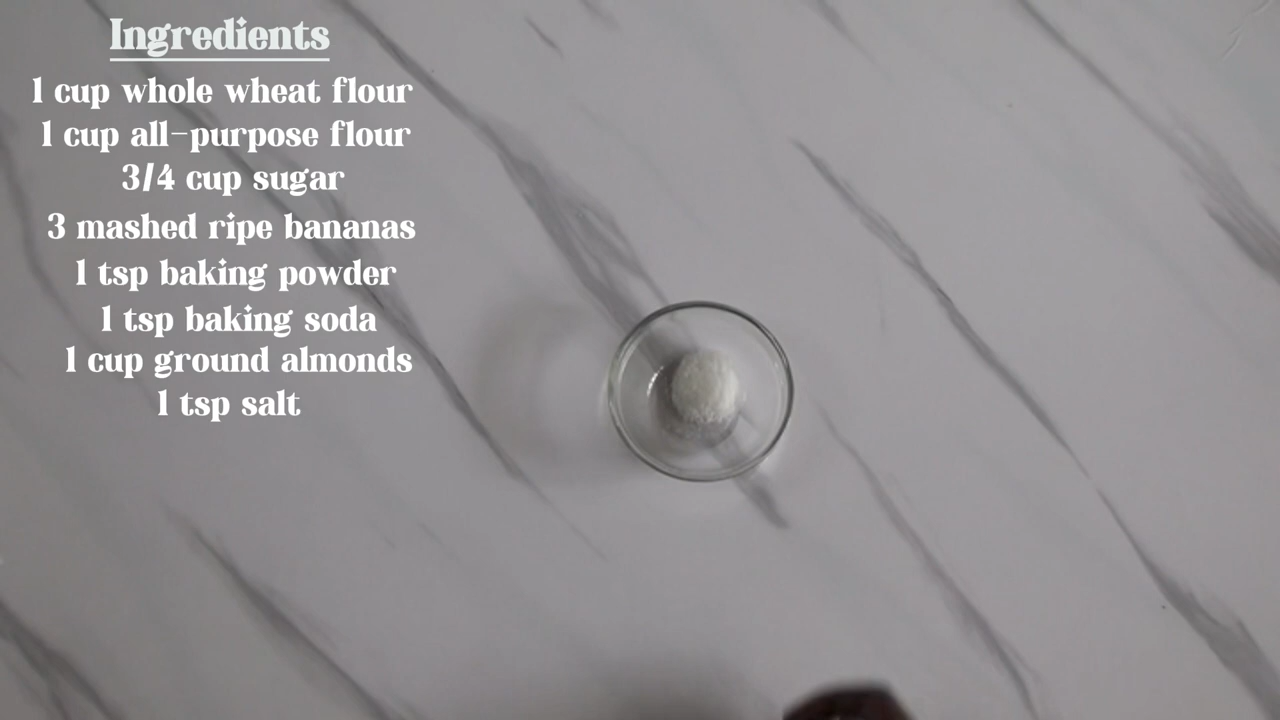 Ingredients
1 cup whole wheat flour
1 cup all-purpose flour
3/4 cup sugar
3 mashed ripe bananas
1 tsp baking powder
1 tsp baking soda
1 cup ground almonds
1 tsp salt